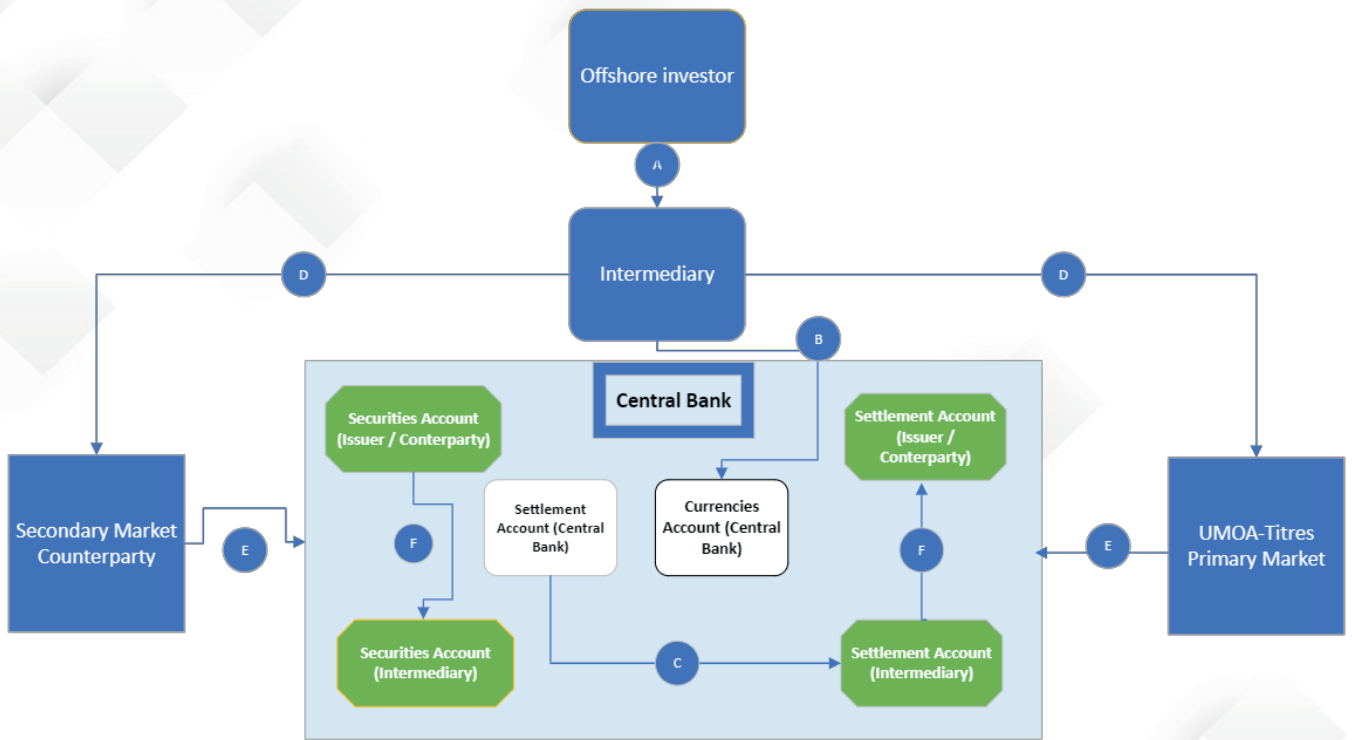 Offshore investor
A
Intermediary
D
D
B
Central Bank
Securities Account
(Issuer / Conterparty)
Settlement Account
(Issuer /
Conterparty)
Secondary Market
Counterparty
E
F
Settlement
Account (Central
Bank)
Currencies
Account (Central
Bank)
F
E
UMOA-Titres
Primary Market
Securities Account
(Intermediary)
C
Settlement Account
(Intermediary)